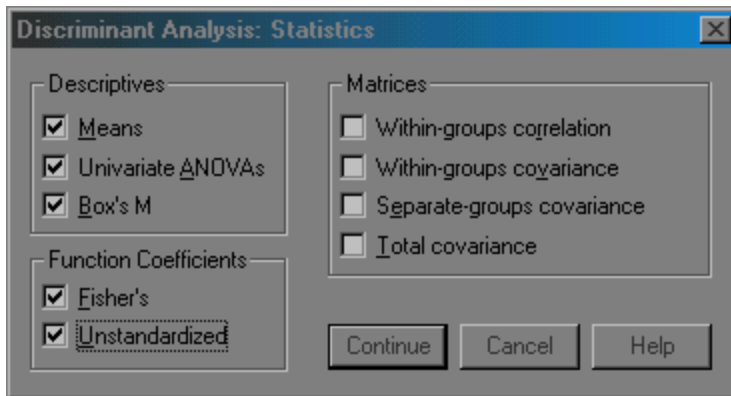 Discriminant Analysis: Statistics
Descriptives
Means
Univariate ANOVAs
Box's M
Function Coefficients
Fisher's
Unstandardized
Matrices
Within-groups correlation
Within-groups covariance
Separate-groups covariance
Total covariance
Continue
Cancel
Help